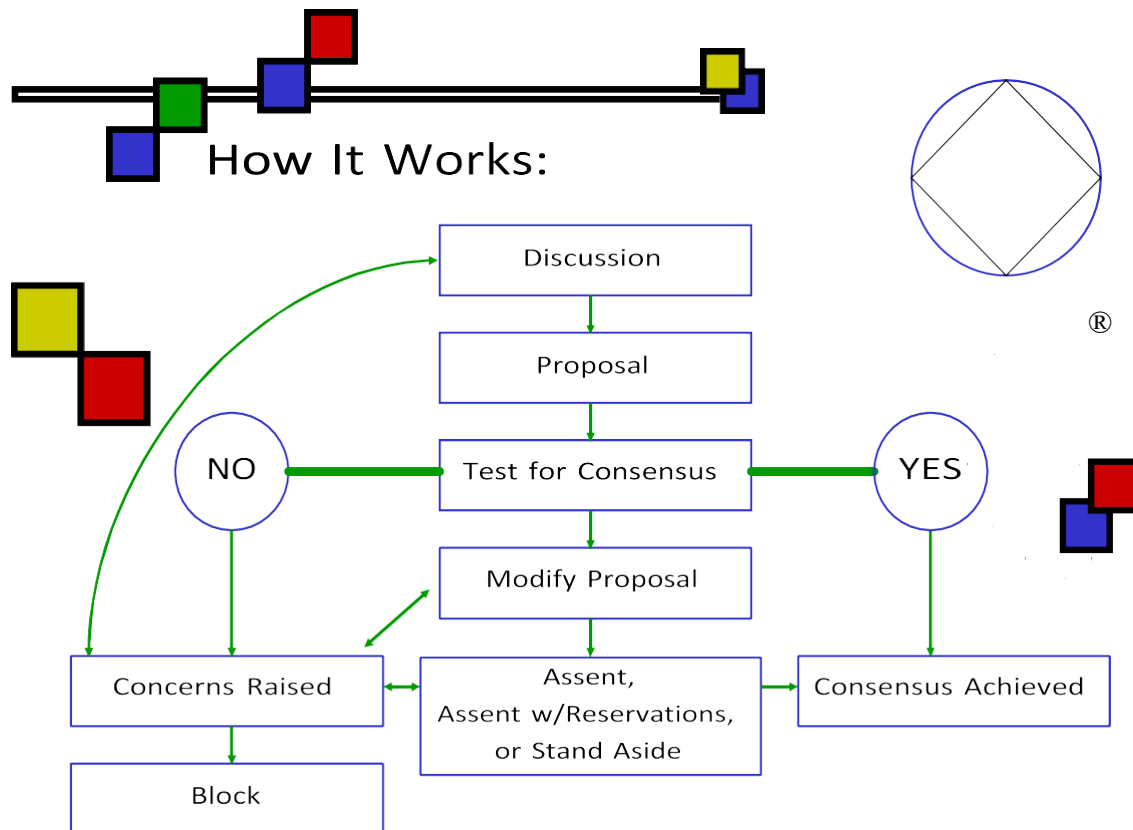 How It Works:
Discussion
®
Proposal
NO
Test for Consensus
YES
Modify Proposal
Concerns Raised
Assent,
Assent w/Reservations,
or Stand Aside
Consensus Achieved
Block